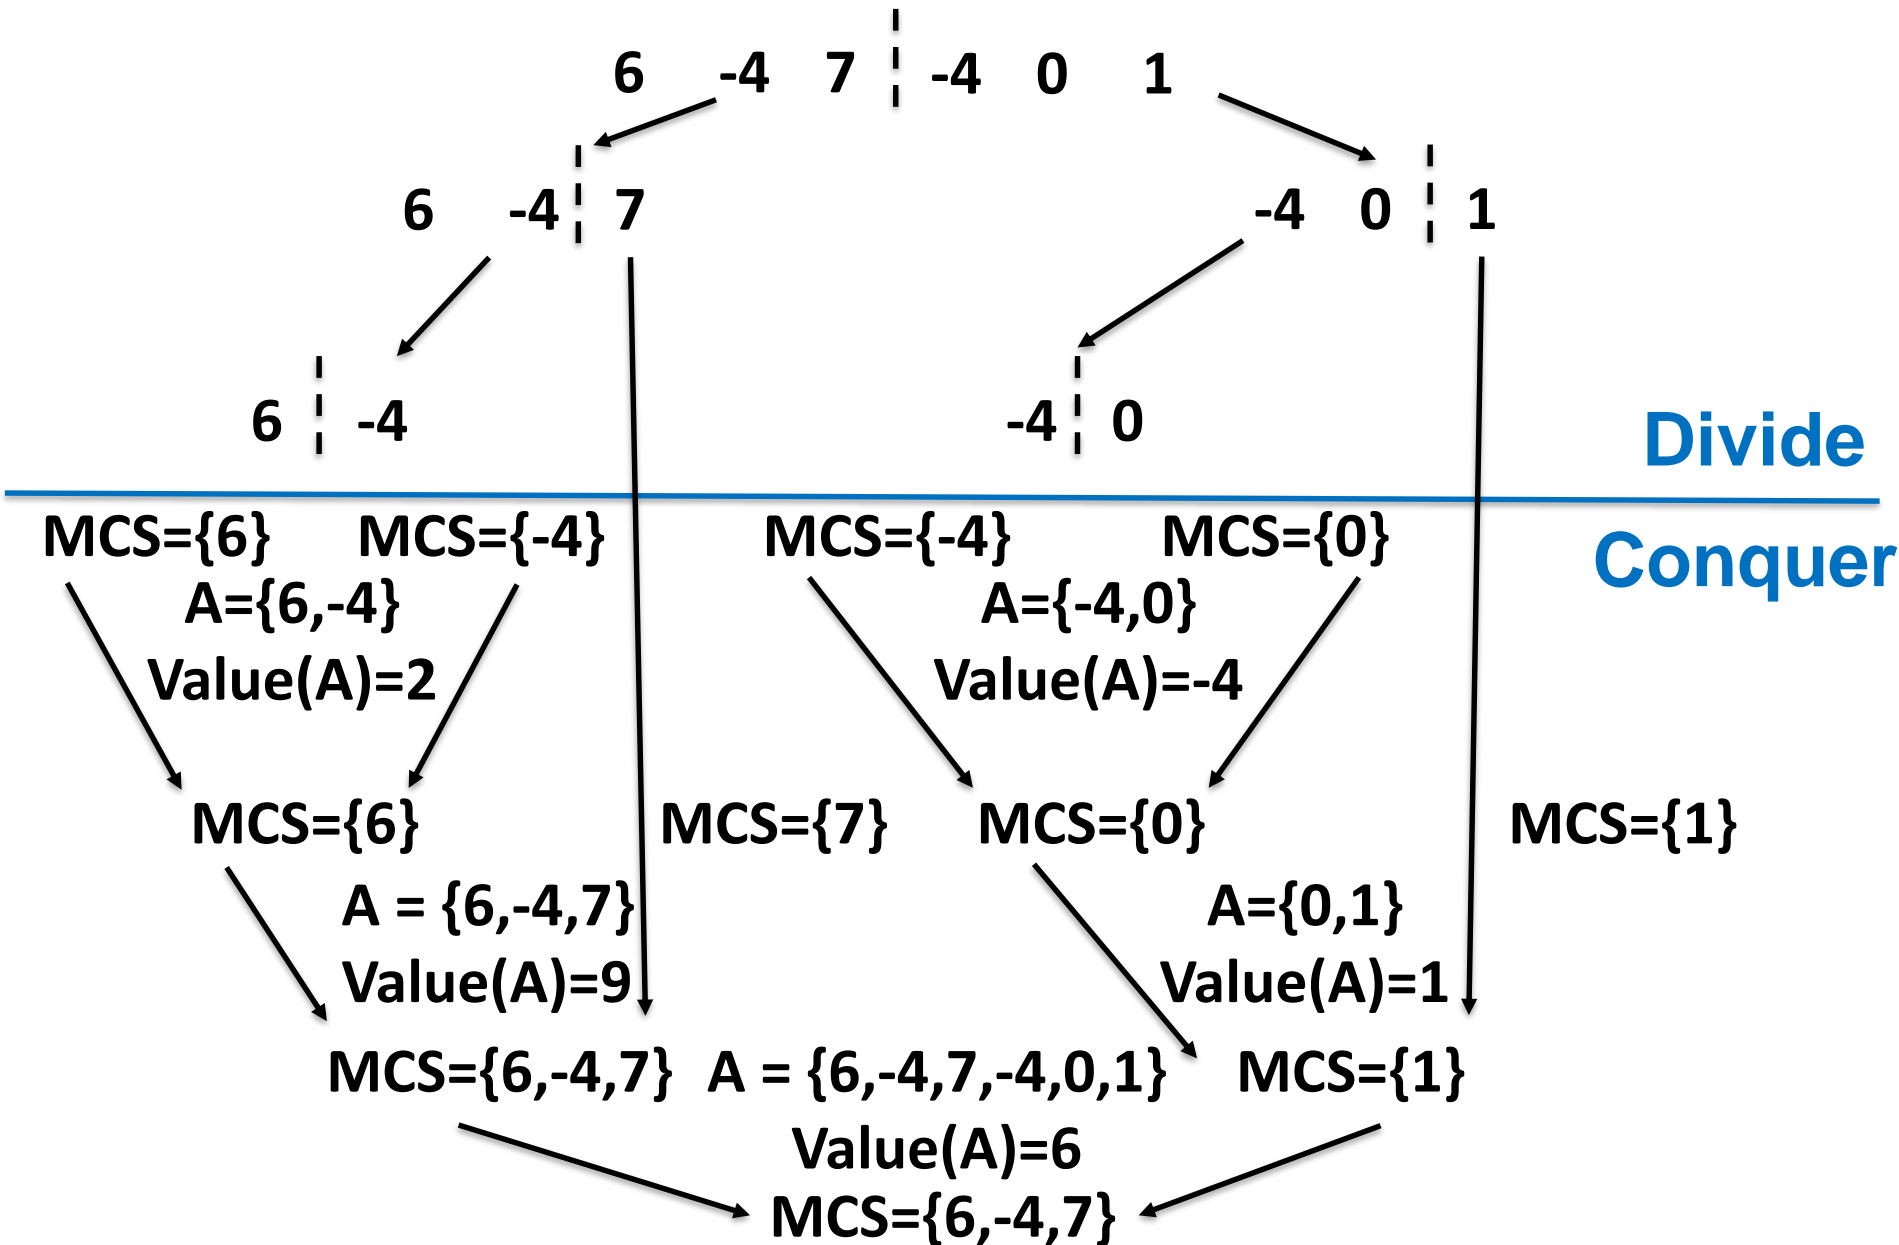 6 -4 7 -4 0 1
6 -4 7 -4 0 1
6 -4 -4 0
Divide
Conquer
MCS={6} MCS={-4} MCS={-4} MCS={0}
A={6,-4} A={-4,0}
Value(A)=2 Value(A)=-4
MCS={6} MCS={7} MCS={0} MCS={1}
A = {6,-4,7} A={0,1}
Value(A)=9 Value(A)=1
MCS={6,-4,7} A = {6,-4,7,-4,0,1} MCS={1}
Value(A)=6
MCS={6,-4,7}